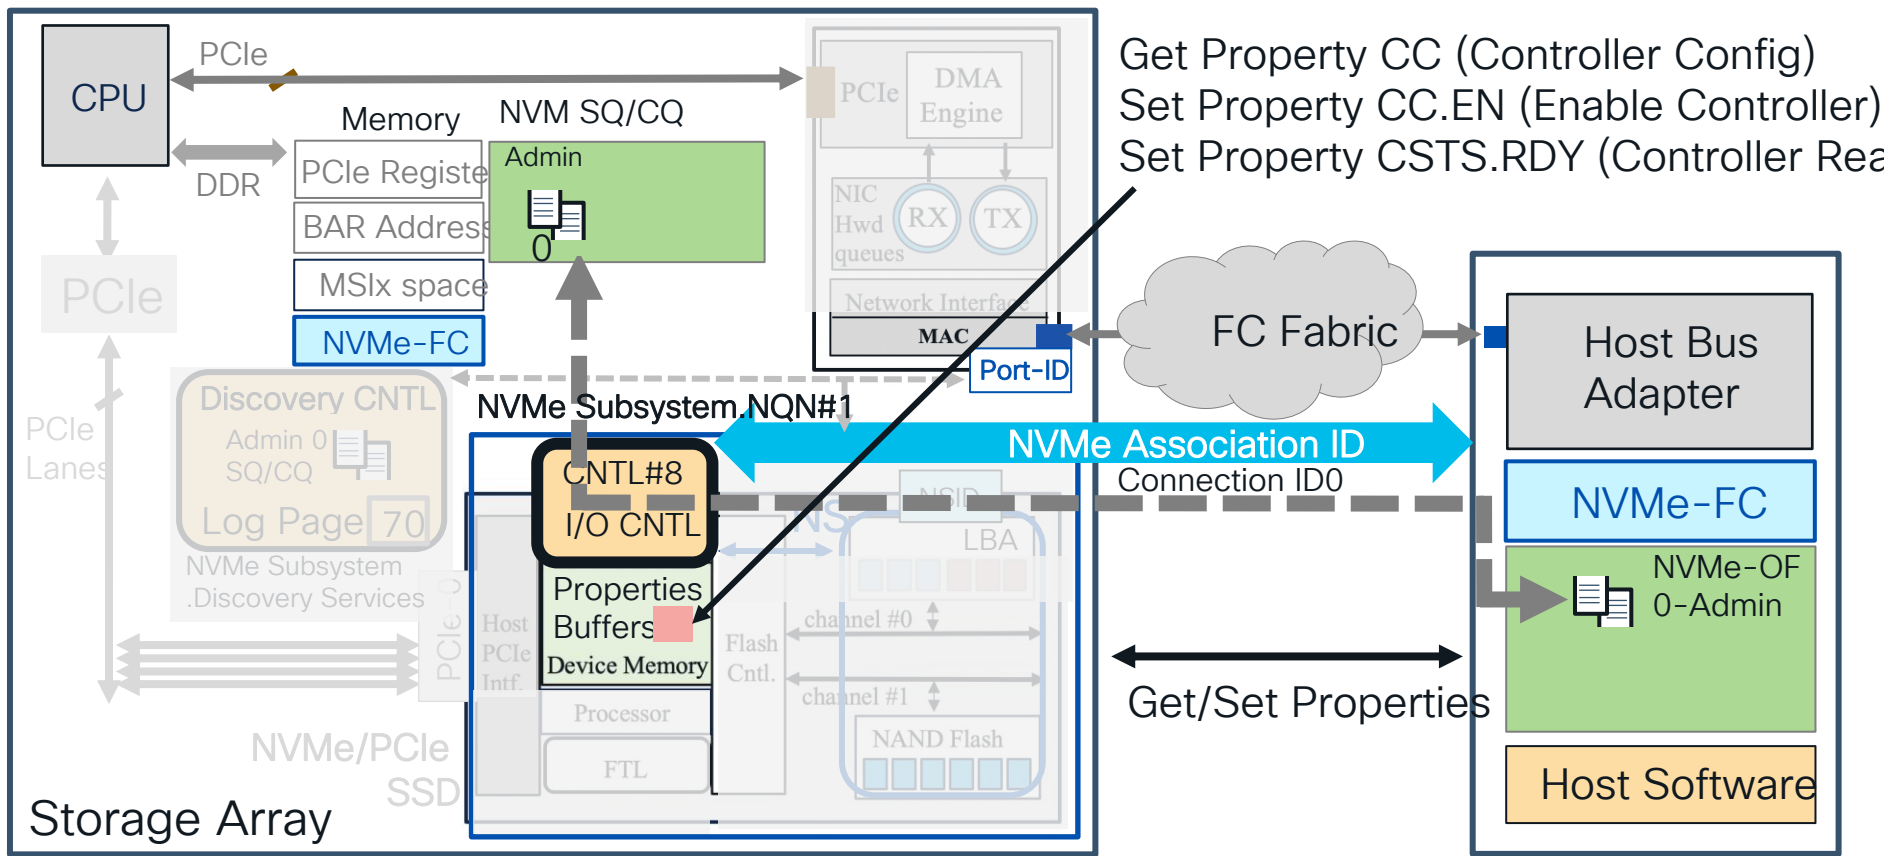 Get Property CC (Controller Config)
Set Property CC.EN (Enable Controller)
Set Property CSTS.RDY (Controller Rea
CPU
PCIe
DDR
Memory
PCIe Registe
BAR Address
MSIx space
NVMe-FC
NVM SQ/CQ
Admin
0
PCIe
DMA
Engine
NIC
Hwd
queues
RX
TX
Network Interface
MAC
Port-ID
FC Fabric
Host Bus
Adapter
NVMe-FC
NVMe-OF
0-Admin
Host Software
PCIe
PCIe
Lanes
Discovery CNTL
Admin 0
SQ/CQ
Log Page 70
NVMe Subsystem
.Discovery Services
NVMe Subsystem.NQN#1
NVMe Association ID
Connection ID0
CNTL#8
I/O CNTL
Properties
Buffers
Device Memory
Processor
FTL
PCIe-0
Host
PCIe
Intf.
Flash
Cntl.
NSID
NS
LBA
channel #0
channel #1
NAND Flash
Get/Set Properties
NVMe/PCIe
SSD
Storage Array